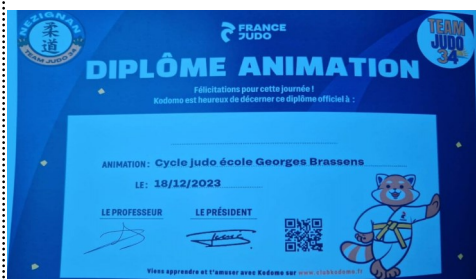 NEZIGNAN
柔道
TEAM JUDO 34
FRANCE
JUDO
TEAM
JUDO
34
DIPLÔME ANIMATION
Félicitations pour cette journée !
Kodomo est heureux de décerner ce diplôme officiel à :
ANIMATION : Cycle judo école Georges Brassens
LE : 18/12/2023
LE PROFESSEUR
LE PRÉSIDENT
Viens apprendre et t'amuser avec Kodomo sur www.clubkodomo.fr